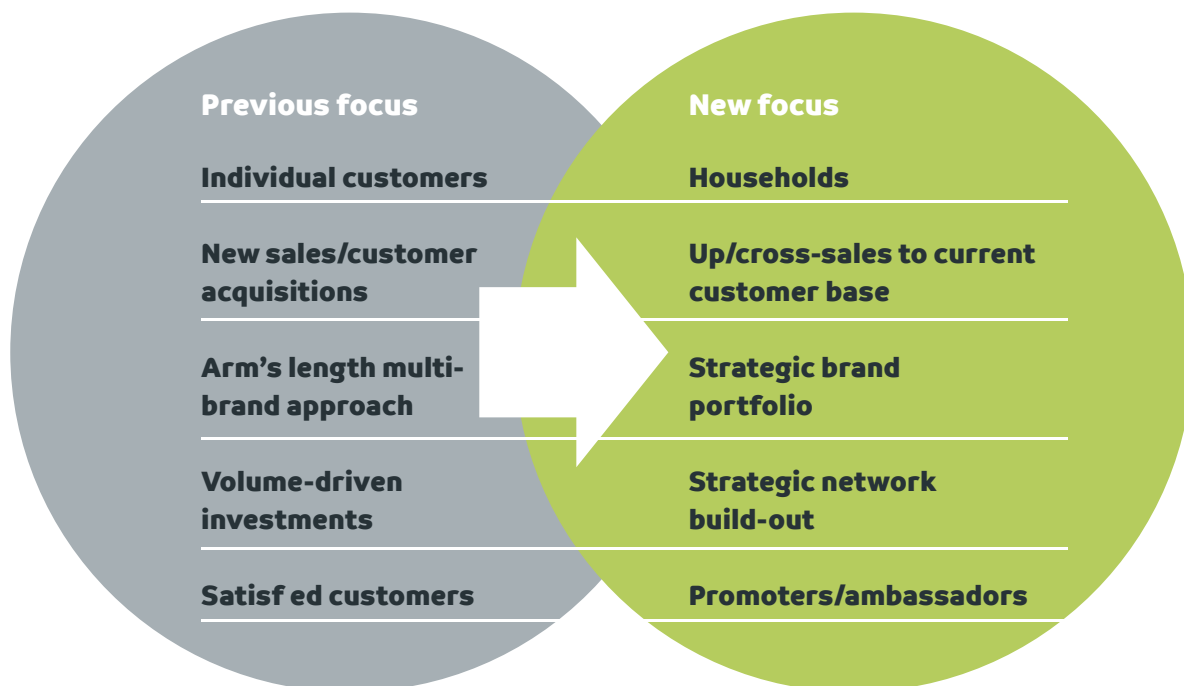 Previous focus
New focus
Individual customers
Households
New sales/customer
acquisitions
Up/cross-sales to current
customer base
Arm’s length multi-
brand approach
Strategic brand
portfolio
Volume-driven
investments
Strategic network
build-out
Satisf ed customers
Promoters/ambassadors